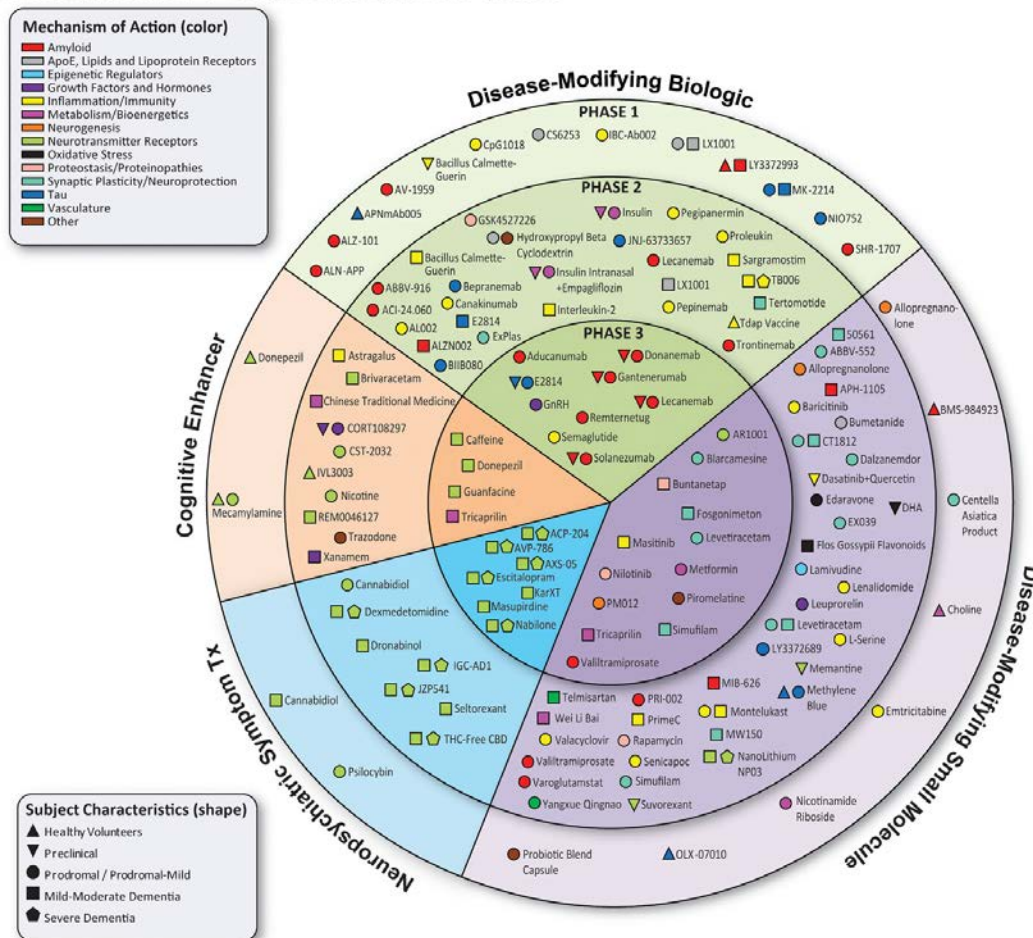 Mechanism of Action (color)
Amyloid
ApoE, Lipids and Lipoprotein Receptors
Epigenetic Regulators
Growth Factors and Hormones
Inflammation/Immunity
Metabolism/Bioenergetics
Neurogenesis
Neurotransmitter Receptors
Oxidative Stress
Proteostasis/Proteinopathies
Synaptic Plasticity/Neuroprotection
Tau
Vasculature
Other
Disease-Modifying Biologic
PHASE 1
CS6253
IBC-Ab002
CpG1018
LX1001
Bacillus Calmette-
Guerin
LY3372993
AV-1959
MK-2214
APNmAb005
NIO752
ALZ-101
SHR-1707
ALN-APP
PHASE 2
GSK4527226
Insulin
Pegipanermin
Hydroxypropyl Beta
Cyclodextrin
JNJ-63733657
Proleukin
Bacillus Calmette-
Guerin
Lecanemab
Sargramostim
Insulin Intranasal
+Empagliflozin
TB006
ABBV-916
Bepranemab
LX1001
Canakinumab
Tertomotide
ACI-24.060
Interleukin-2
Pepinemab
E2814
AL002
Tdap Vaccine
ExPlas
ALZN002
Trontinemab
BIIB080
PHASE 3
Aducanumab
Donanemab
E2814
Gantenerumab
GnRH
Lecanemab
Remternetug
Semaglutide
Solanezumab
Cognitive Enhancer
Donepezil
Mecamylamine
Astragalus
Brivaracetam
Chinese Traditional Medicine
CORT108297
CST-2032
IVL3003
Nicotine
REM0046127
Trazodone
Xanamem
Caffeine
Donepezil
Guanfacine
Tricaprilin
Neuropsychiatric Symptom Tx
ACP-204
AVP-786
AXS-05
Escitalopram
KarXT
Masupirdine
Nabilone
Cannabidiol
Dexmedetomidine
Dronabinol
IGC-AD1
JZP541
Seltorexant
THC-Free CBD
Cannabidiol
Psilocybin
Disease-Modifying Small Molecule
AR1001
Blarcamesine
Buntanetap
Fosgonimeton
Levetiracetam
Masitinib
Nilotinib
Metformin
PM012
Piromelatine
Tricaprilin
Simufilam
Valiltramiprosate
S0561
ABBV-552
Allopregnanolone
APH-1105
Baricitinib
Bumetanide
CT1812
Dalzanemdor
Dasatinib+Quercetin
Edaravone
DHA
EX039
Flos Gossypii Flavonoids
Lamivudine
Lenalidomide
Leuprorelin
Levetiracetam
L-Serine
LY3372689
Memantine
MIB-626
Methylene
Blue
Montelukast
MW150
NanoLithium
NP03
Telmisartan
PRI-002
Wei Li Bai
PrimeC
Valacyclovir
Rapamycin
Valiltramiprosate
Senicapoc
Varoglutamstat
Simufilam
Yangxue Qingnao
Suvorexant
Allopregnano-
lone
BMS-984923
Centella
Asiatica
Product
Choline
Emtricitabine
Nicotinamide
Riboside
OLX-07010
Probiotic Blend
Capsule
Subject Characteristics (shape)
Healthy Volunteers
Preclinical
Prodromal / Prodromal-Mild
Mild-Moderate Dementia
Severe Dementia